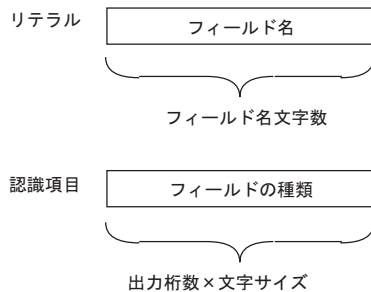 リテラル
フィールド名
フィールド名文字数
認識項目
フィールドの種類
出力桁数×文字サイズ